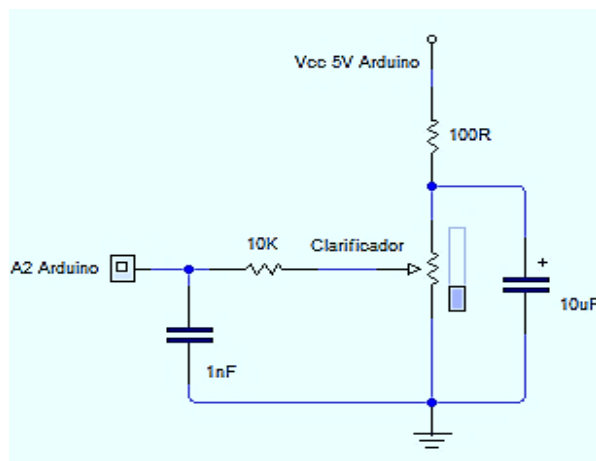 Vcc 5V Arduino
100R
10K
Clarificador
A2 Arduino
+
10uF
1nF